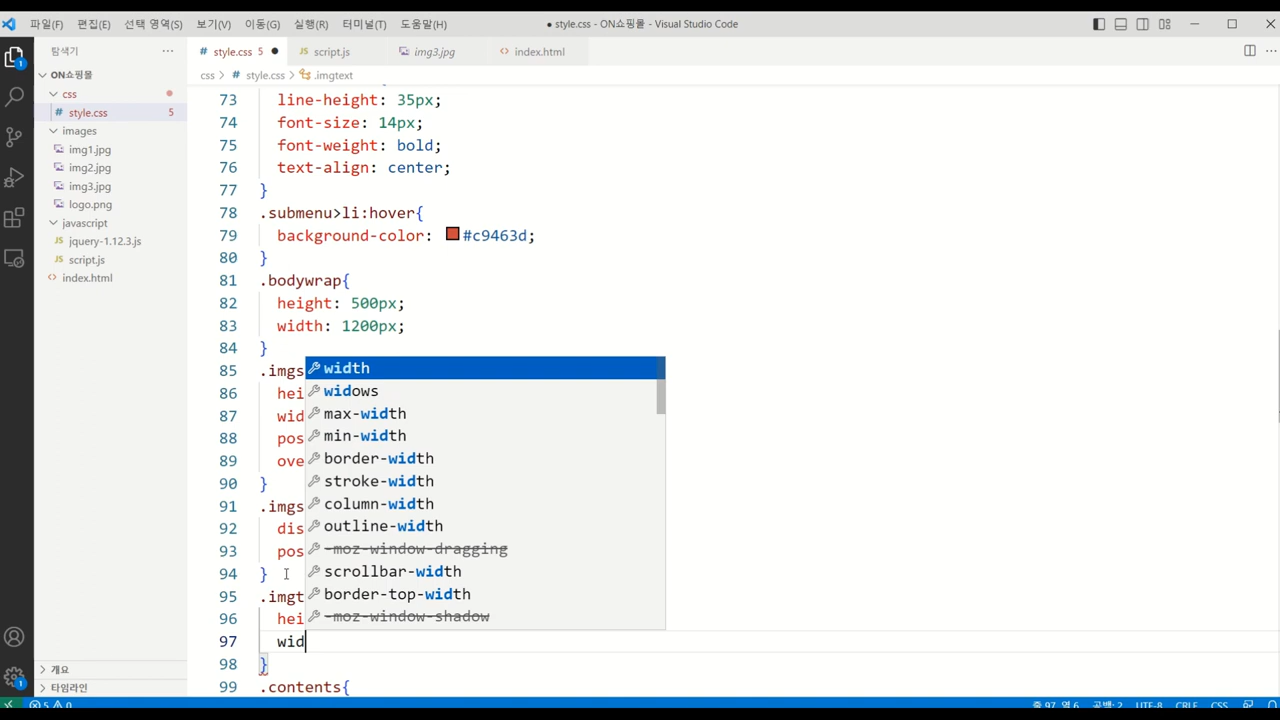 파일(F) 편집(E) 선택 영역(S) 보기(V) 이동(G) 실행(R) 터미널(T) 도움말(H)
● style.css - ON쇼핑몰 - Visual Studio Code
탐색기 ···
# style.css 5 ●
JS script.js
img3.jpg
<> index.html
···
css > # style.css > .imgtext
ON쇼핑몰
css
# style.css 5
images
img1.jpg
img2.jpg
img3.jpg
logo.png
javascript
JS jquery-1.12.3.js
JS script.js
<> index.html
개요
타임라인
1
1
73 line-height: 35px;
74 font-size: 14px;
75 font-weight: bold;
76 text-align: center;
77 }
78 .submenu>li:hover{
79 background-color: #c9463d;
80 }
81 .bodywrap{
82 height: 500px;
83 width: 1200px;
84 }
85 .imgs
86 hei
87 wid
88 pos
89 ove
90 }
91 .imgs
92 dis
93 pos
94 }
95 .imgt
96 hei
97 wid
98 }
99 .contents{
width
widows
max-width
min-width
border-width
stroke-width
column-width
outline-width
-moz-window-dragging
scrollbar-width
border-top-width
-moz-window-shadow
5 0
줄 97, 열 6 공백: 2 UTF-8 CRLF CSS